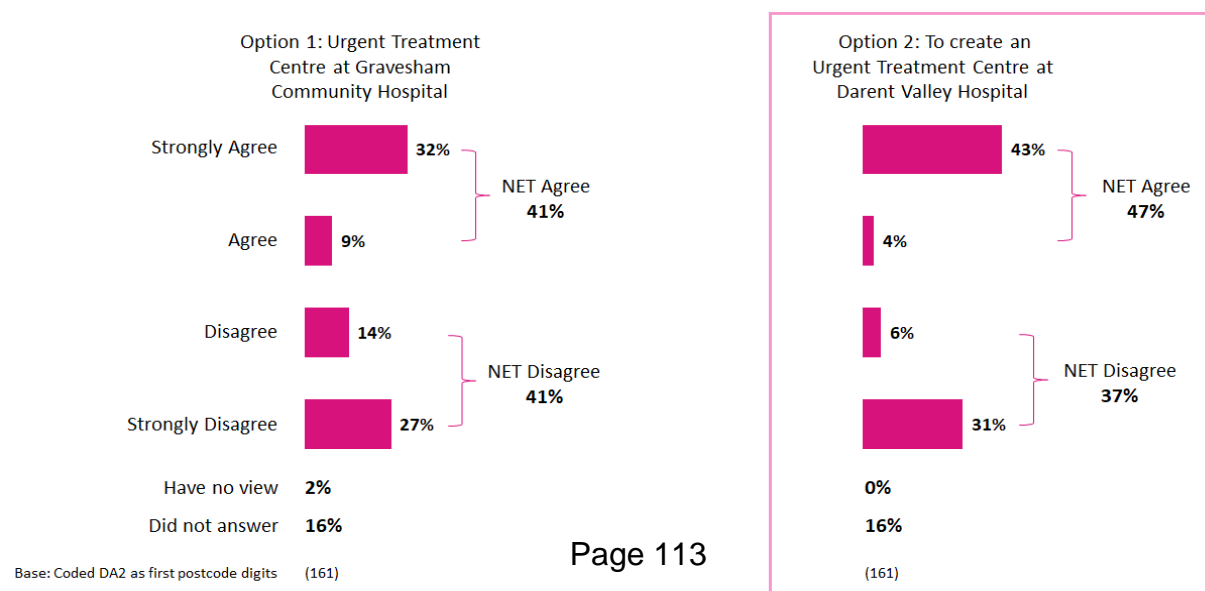 Option 1: Urgent Treatment
Centre at Gravesham
Community Hospital
Strongly Agree 32%
NET Agree
41%
Agree 9%
Disagree 14%
NET Disagree
41%
Strongly Disagree 27%
Have no view 2%
Did not answer 16%
Base: Coded DA2 as first postcode digits (161)
Option 2: To create an
Urgent Treatment Centre at
Darent Valley Hospital
43%
NET Agree
47%
4%
6%
NET Disagree
37%
31%
0%
16%
(161)
Page 113